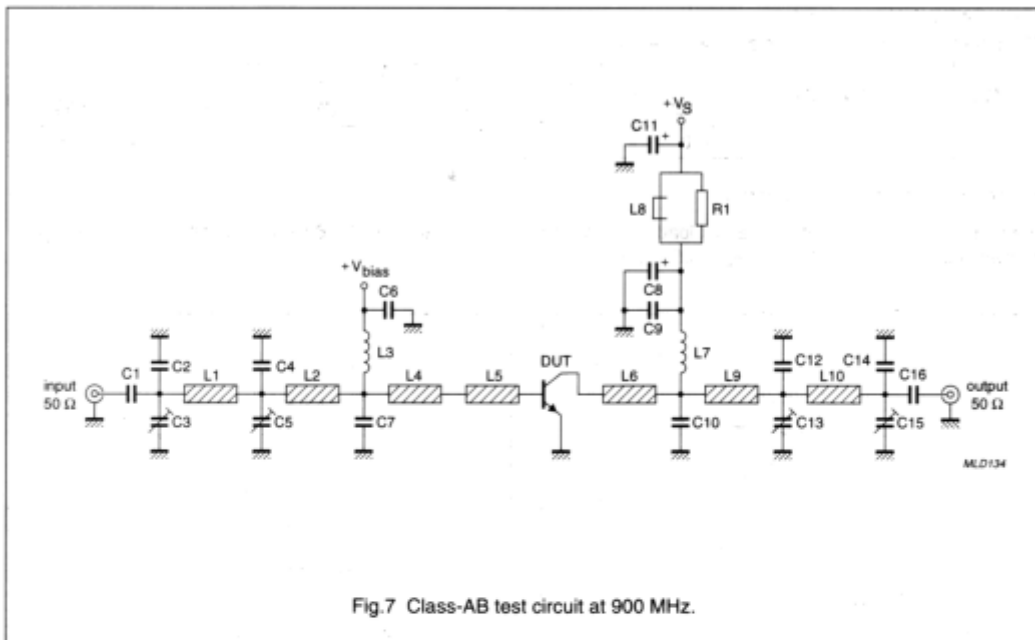 + VS
C11
+
L8
R1
+
C8
C9
+ Vbias
C6
L3
L7
DUT
input
50 Ω
C1
C2
L1
C4
L2
L4
L5
L6
L9
C12
L10
C14
C16
output
50 Ω
C3
C5
C7
C10
C13
C15
MLD134
Fig.7 Class-AB test circuit at 900 MHz.